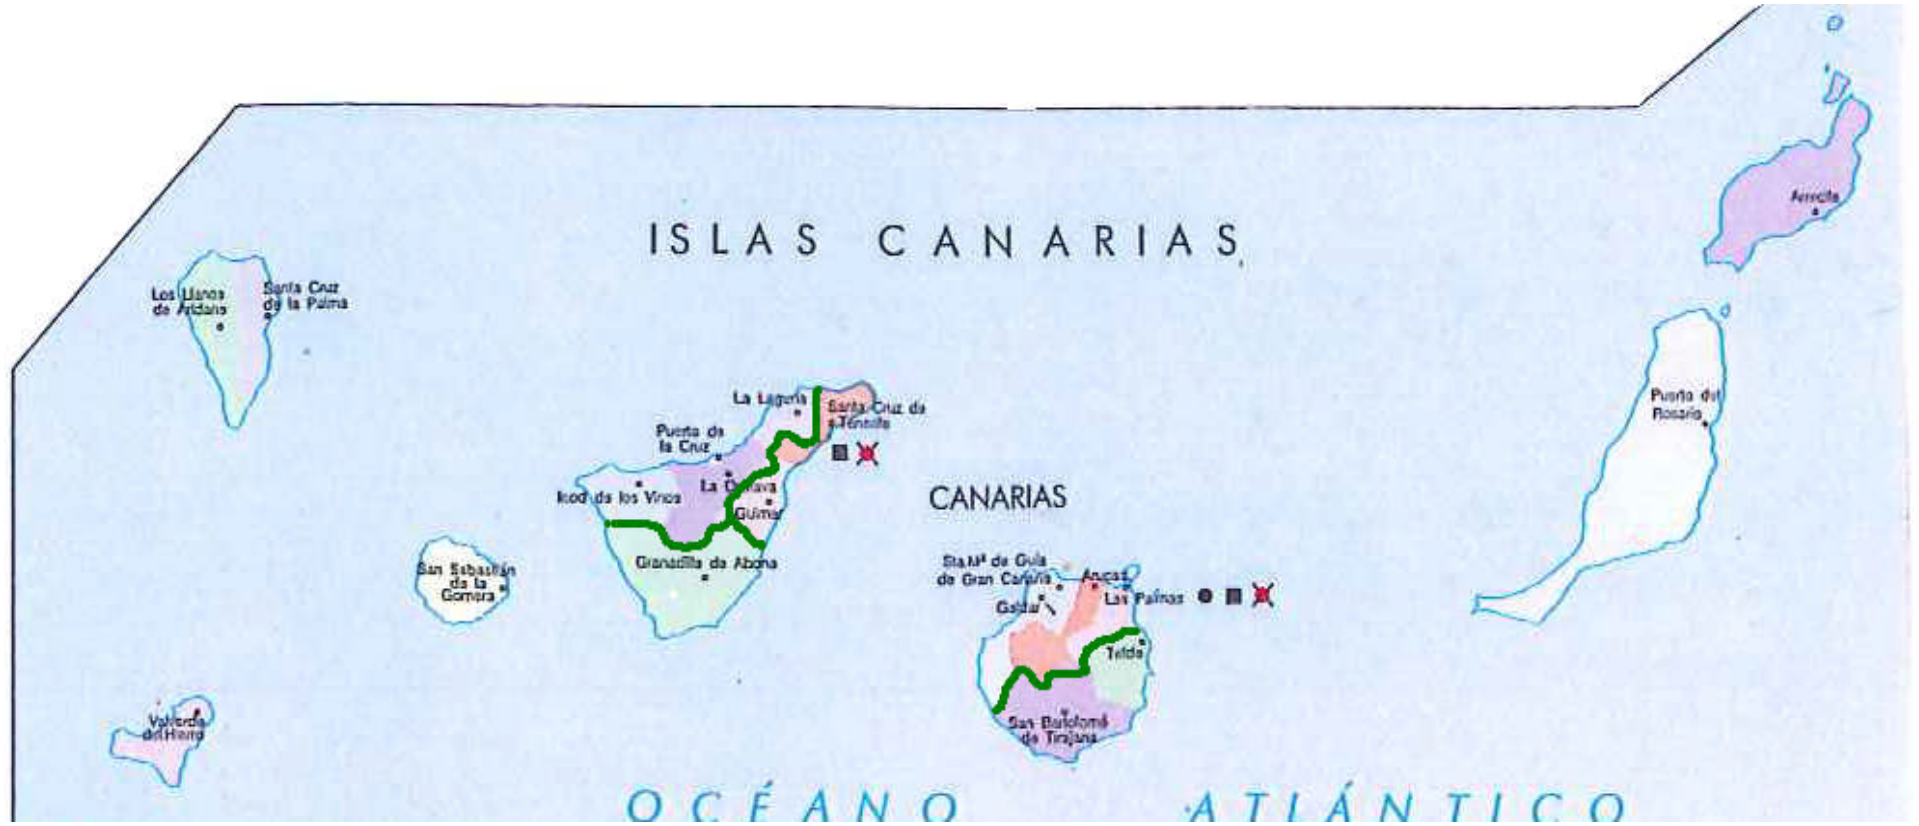 ISLAS CANARIAS
Arrecife
Santa Cruz
de la Palma
Los Llanos
de Aridane
La Laguna
Santa Cruz de
Tenerife
Puerto de
la Cruz
Puerto del
Rosario
Icod de los Vinos
La Orotava
Guimar
CANARIAS
Granadilla de Abona
San Sebastián
de la
Gomera
Sta.Mª de Guía
de Gran Canaria
Arucas
Las Palmas
Galdar
Telde
Valverde
del Hierro
San Bartolomé
de Tirajana
OCÉANO ATLÁNTICO